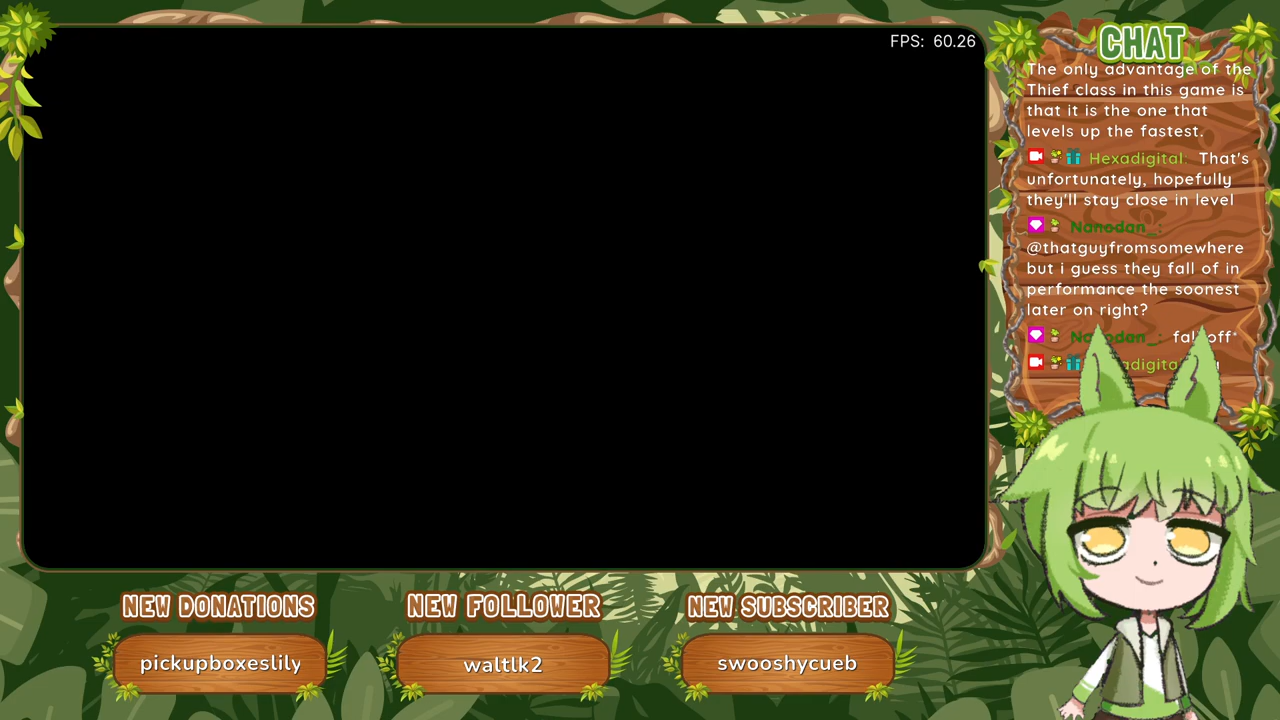 FPS: 60.26
CHAT
The only advantage of the
Thief class in this game is
that it is the one that
levels up the fastest.
Hexadigital: That's
unfortunately, hopefully
they'll stay close in level
Nanodan_:
@thatguyfromsomewhere
but i guess they fall of in
performance the soonest
later on right?
Nanodan_: fall off*
NEW DONATIONS
NEW FOLLOWER
NEW SUBSCRIBER
pickupboxeslily
waltlk2
swooshycueb